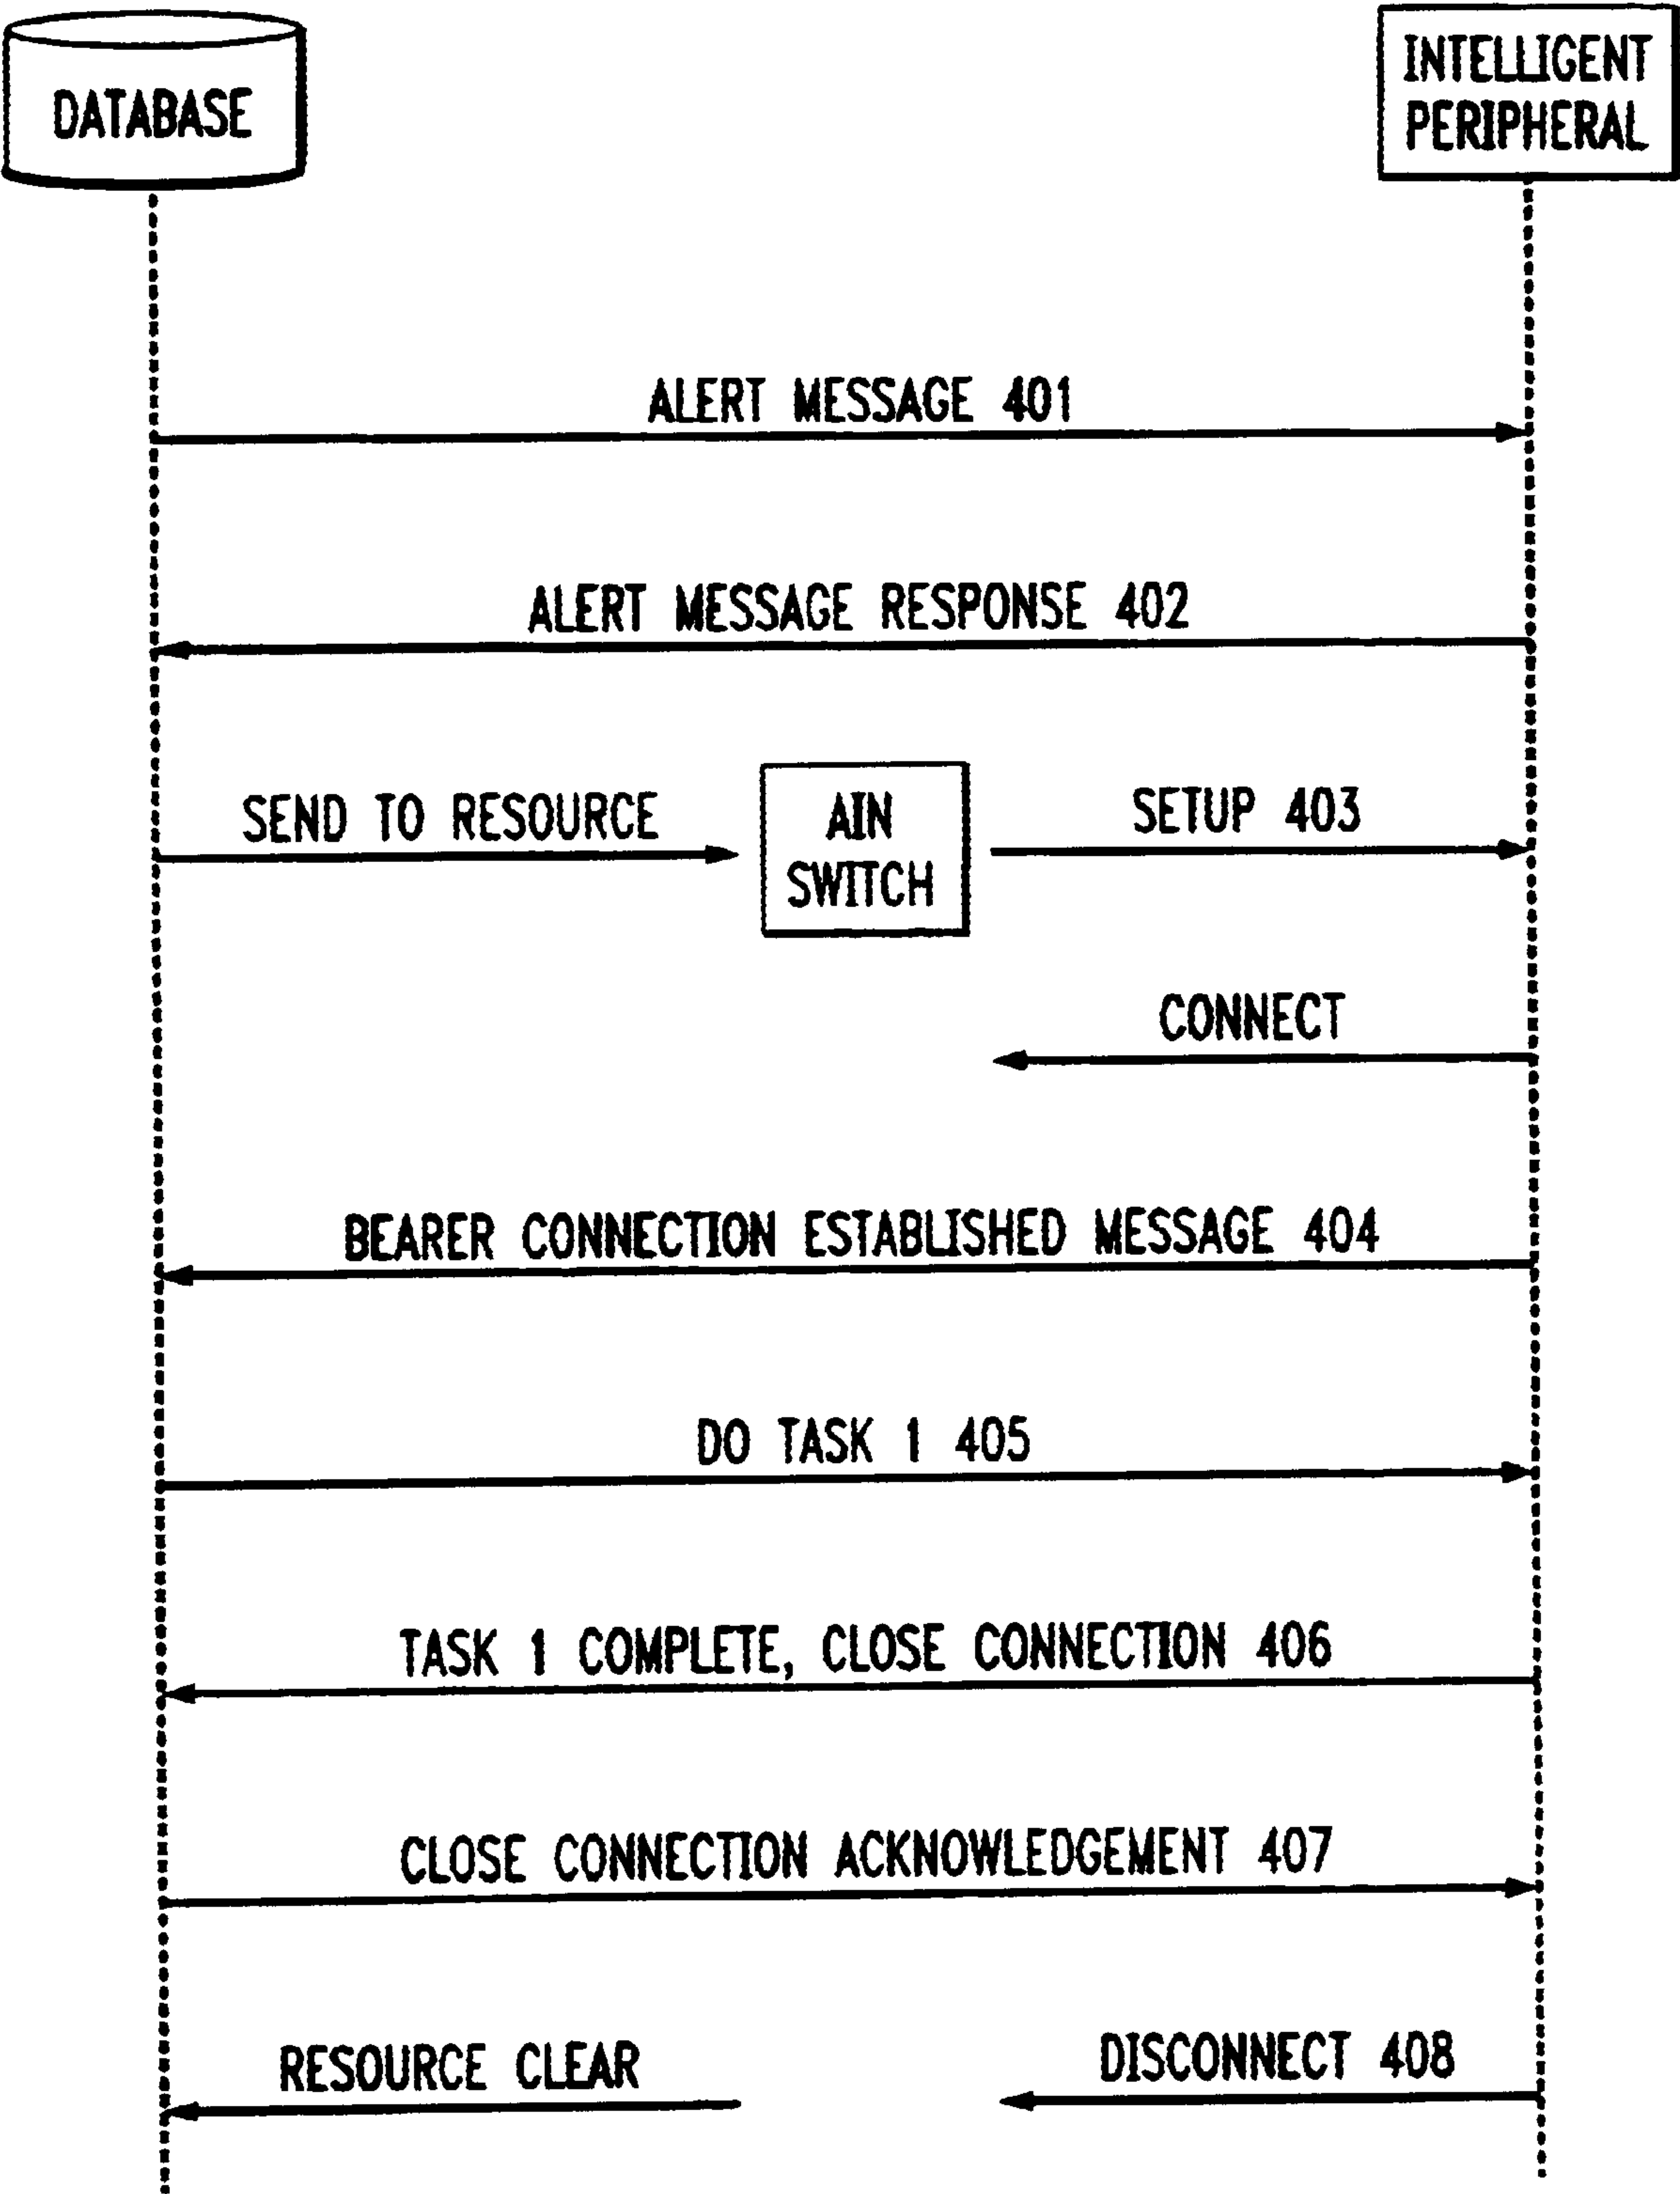 DATABASE
INTELLIGENT
PERIPHERAL
ALERT MESSAGE 401
ALERT MESSAGE RESPONSE 402
SEND TO RESOURCE
AIN
SWITCH
SETUP 403
CONNECT
BEARER CONNECTION ESTABLISHED MESSAGE 404
DO TASK 1 405
TASK 1 COMPLETE, CLOSE CONNECTION 406
CLOSE CONNECTION ACKNOWLEDGEMENT 407
RESOURCE CLEAR
DISCONNECT 408